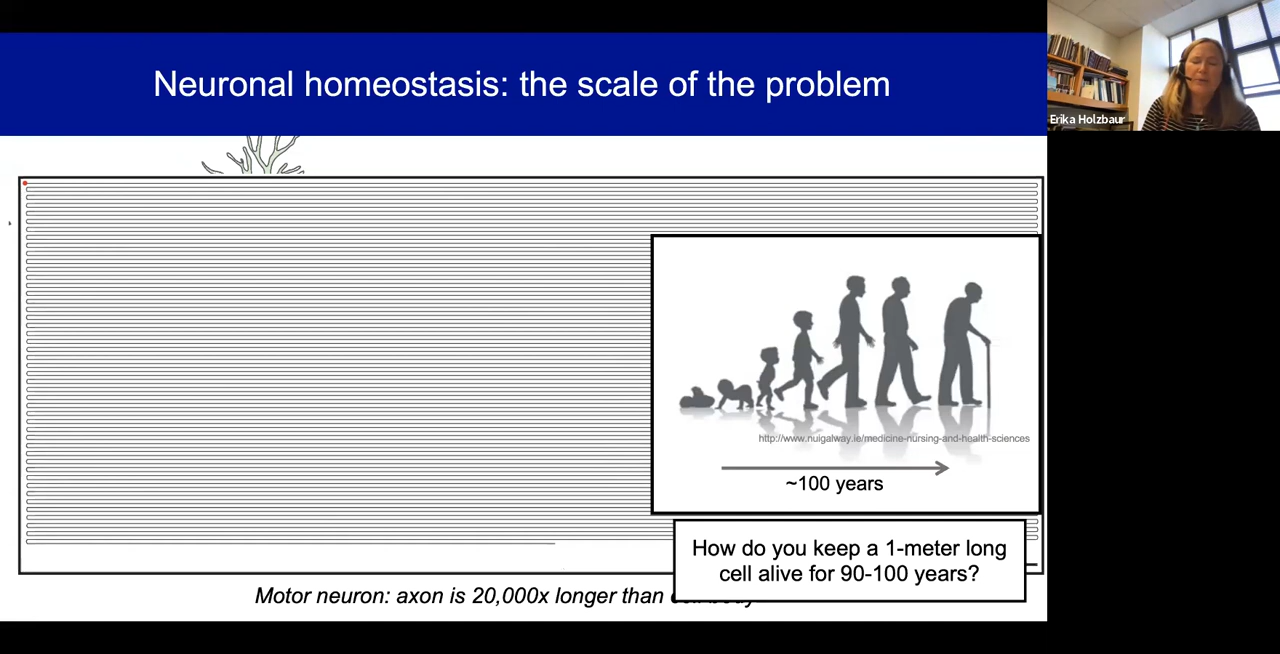 Neuronal homeostasis: the scale of the problem
Erika Holzbaur
http://www.nuigalway.ie/medicine-nursing-and-health-sciences
~100 years
How do you keep a 1-meter long
cell alive for 90-100 years?
Motor neuron: axon is 20,000x longer than